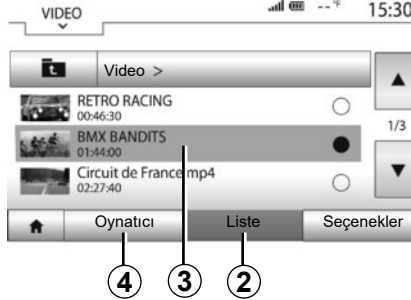 VIDEO
--°F 15:30
Video >
RETRO RACING
00:46:30
BMX BANDITS
01:44:00
1/3
Circuit de France mp4
02:27:40
Oynatıcı Liste Seçenekler
4 3 2